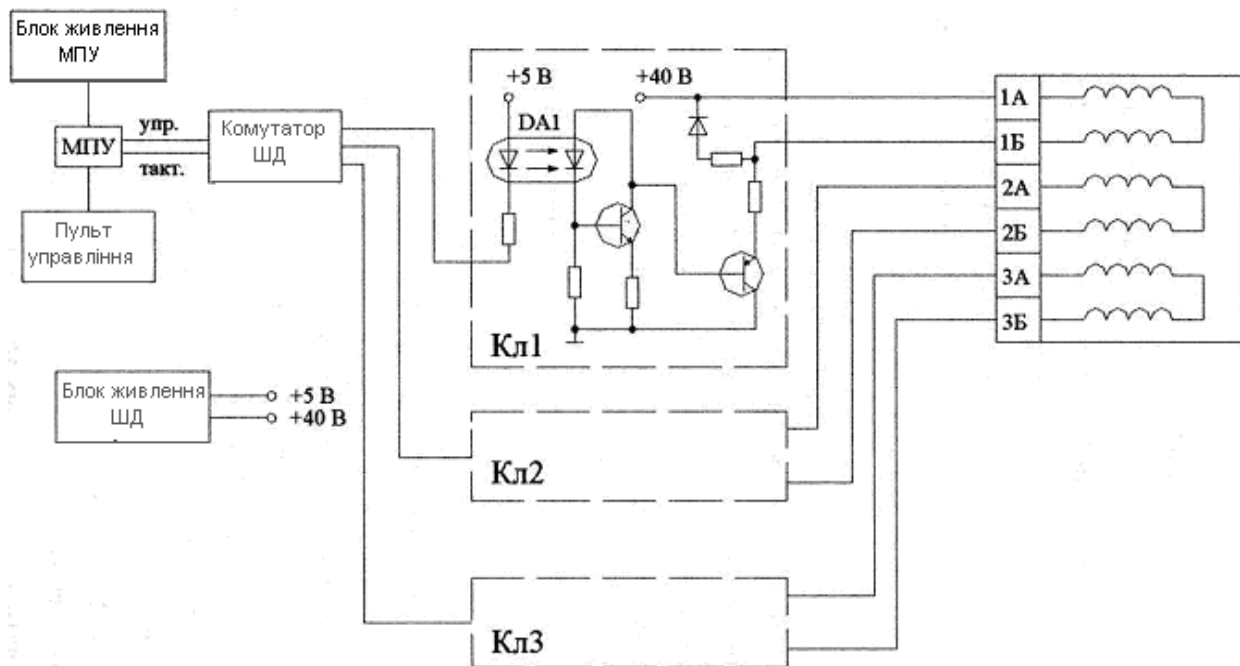 Блок живлення
МПУ
МПУ
упр.
такт.
Комутатор
ШД
Пульт
управління
Блок живлення
ШД
+5 В
+40 В
+5 В
+40 В
DA1
Кл1
Кл2
Кл3
1А
1Б
2А
2Б
3А
3Б